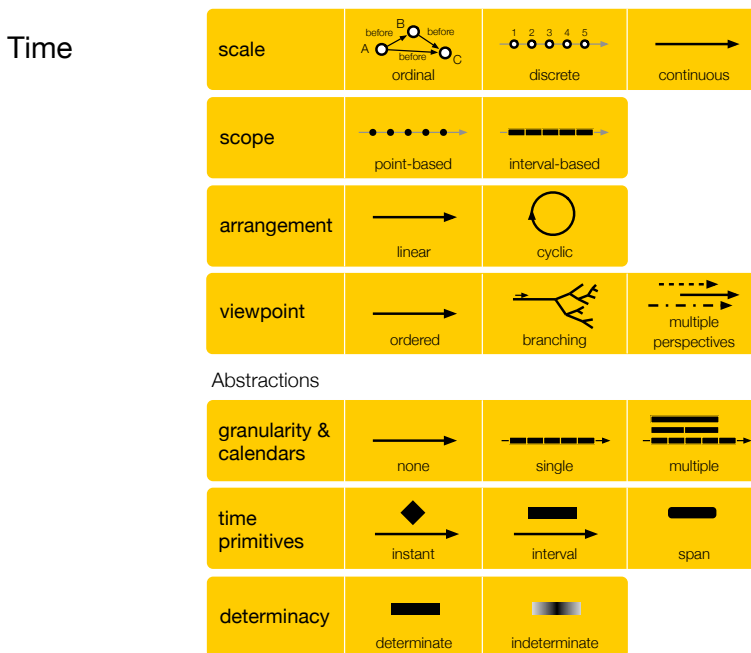 Time
scale
A
before
B
before
before
C
ordinal
1 2 3 4 5
discrete
continuous
scope
point-based
interval-based
arrangement
linear
cyclic
viewpoint
ordered
branching
multiple
perspectives
Abstractions
granularity &
calendars
none
single
multiple
time
primitives
instant
interval
span
determinacy
determinate
indeterminate